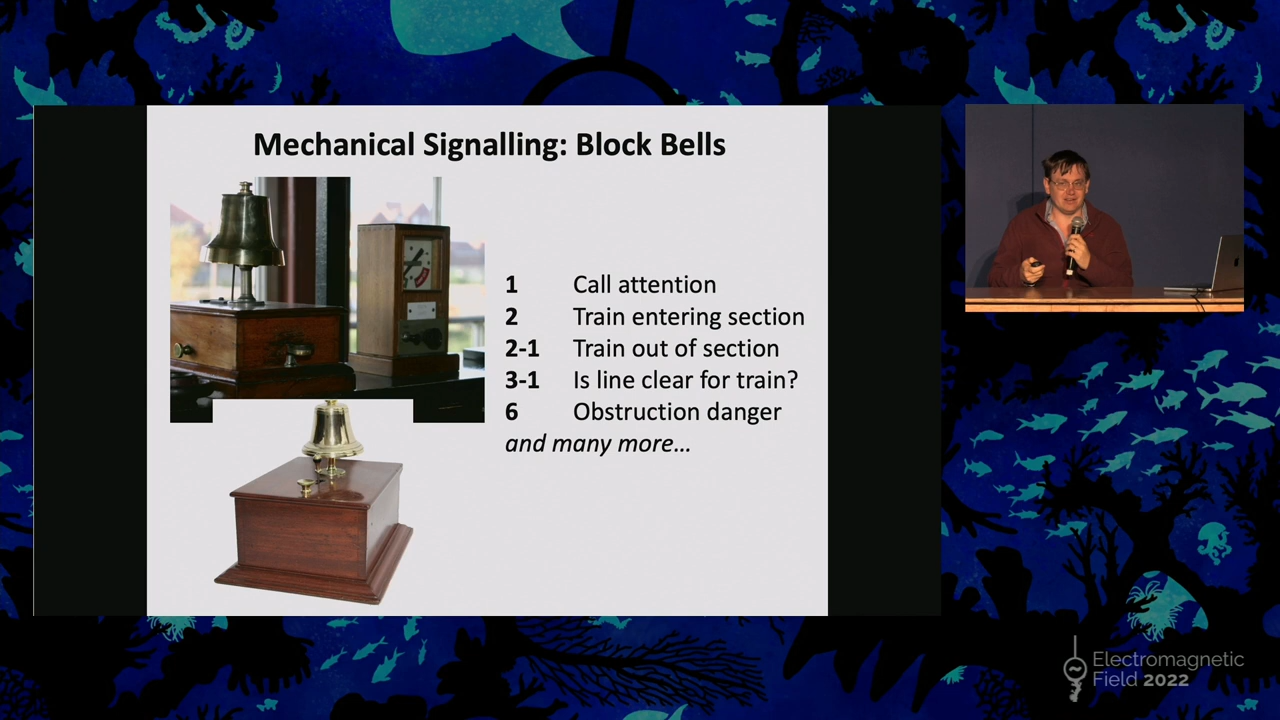 Mechanical Signalling: Block Bells
1 Call attention
2 Train entering section
2-1 Train out of section
3-1 Is line clear for train?
6 Obstruction danger
and many more...
Electromagnetic
Field 2022